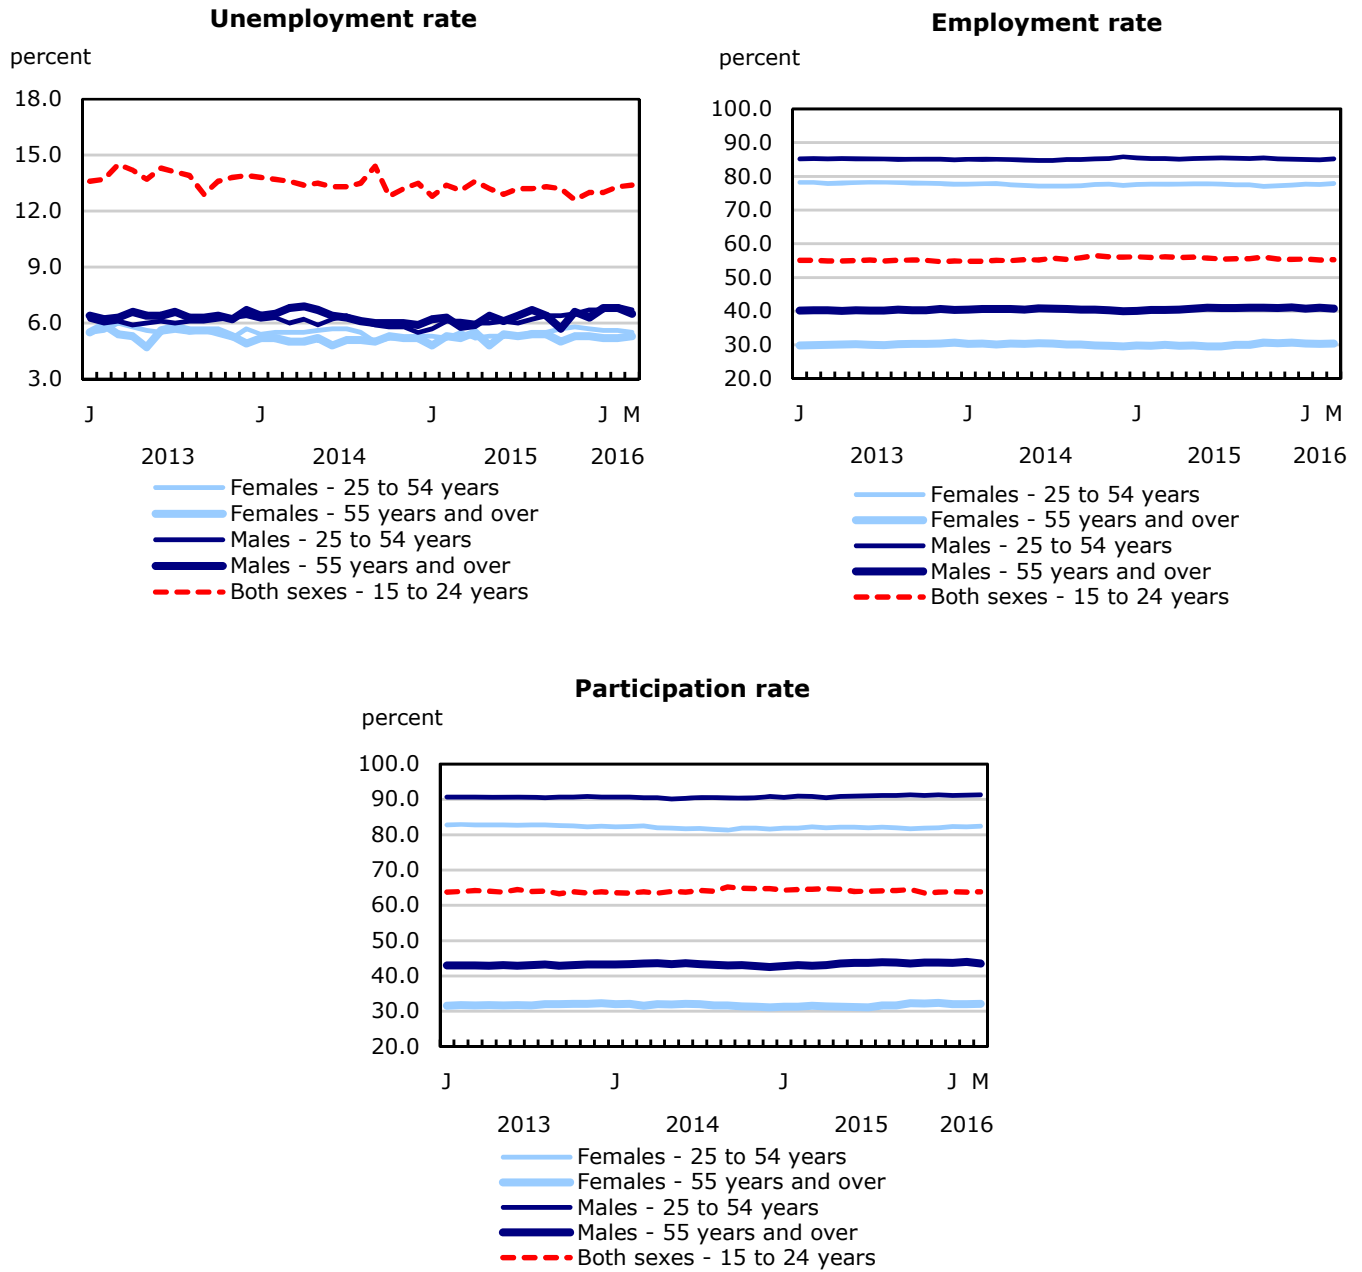 Unemployment rate
percent
18.0
15.0
12.0
9.0
6.0
3.0
J J J J M
2013 2014 2015 2016
Females - 25 to 54 years
Females - 55 years and over
Males - 25 to 54 years
Males - 55 years and over
Both sexes - 15 to 24 years
Employment rate
percent
100.0
90.0
80.0
70.0
60.0
50.0
40.0
30.0
20.0
J J J J M
2013 2014 2015 2016
Females - 25 to 54 years
Females - 55 years and over
Males - 25 to 54 years
Males - 55 years and over
Both sexes - 15 to 24 years
Participation rate
percent
100.0
90.0
80.0
70.0
60.0
50.0
40.0
30.0
20.0
J J J J M
2013 2014 2015 2016
Females - 25 to 54 years
Females - 55 years and over
Males - 25 to 54 years
Males - 55 years and over
Both sexes - 15 to 24 years